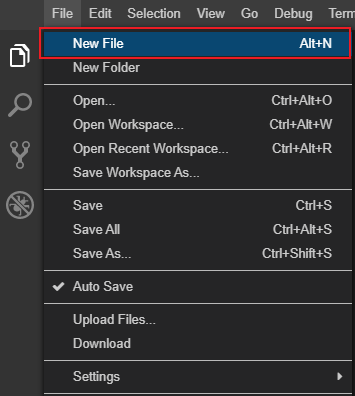 File Edit Selection View Go Debug Term
New File Alt+N
New Folder
Open... Ctrl+Alt+O
Open Workspace... Ctrl+Alt+W
Open Recent Workspace... Ctrl+Alt+R
Save Workspace As...
Save Ctrl+S
Save All Ctrl+Alt+S
Save As... Ctrl+Shift+S
Auto Save
Upload Files...
Download
Settings